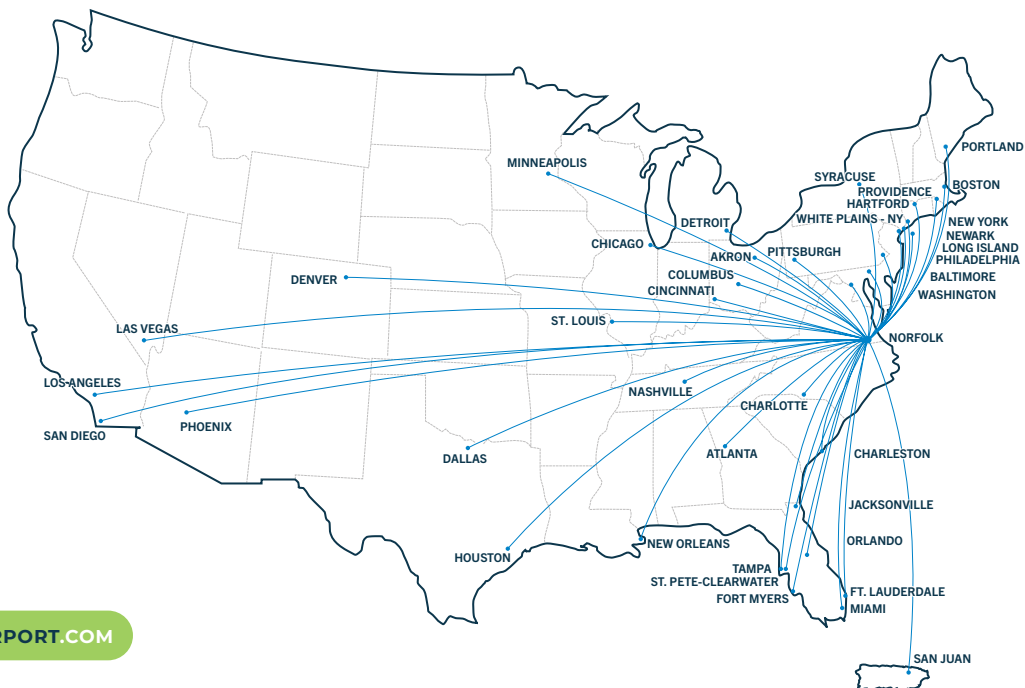 PORTLAND
MINNEAPOLIS
SYRACUSE
BOSTON
PROVIDENCE
HARTFORD
WHITE PLAINS - NY
DETROIT
NEW YORK
NEWARK
CHICAGO
LONG ISLAND
PITTSBURGH
AKRON
PHILADELPHIA
COLUMBUS
BALTIMORE
DENVER
CINCINNATI
WASHINGTON
ST. LOUIS
LAS VEGAS
NORFOLK
LOS ANGELES
NASHVILLE
CHARLOTTE
PHOENIX
SAN DIEGO
ATLANTA
CHARLESTON
DALLAS
JACKSONVILLE
ORLANDO
NEW ORLEANS
HOUSTON
TAMPA
ST. PETE-CLEARWATER
FT. LAUDERDALE
FORT MYERS
MIAMI
RPORT.COM
SAN JUAN